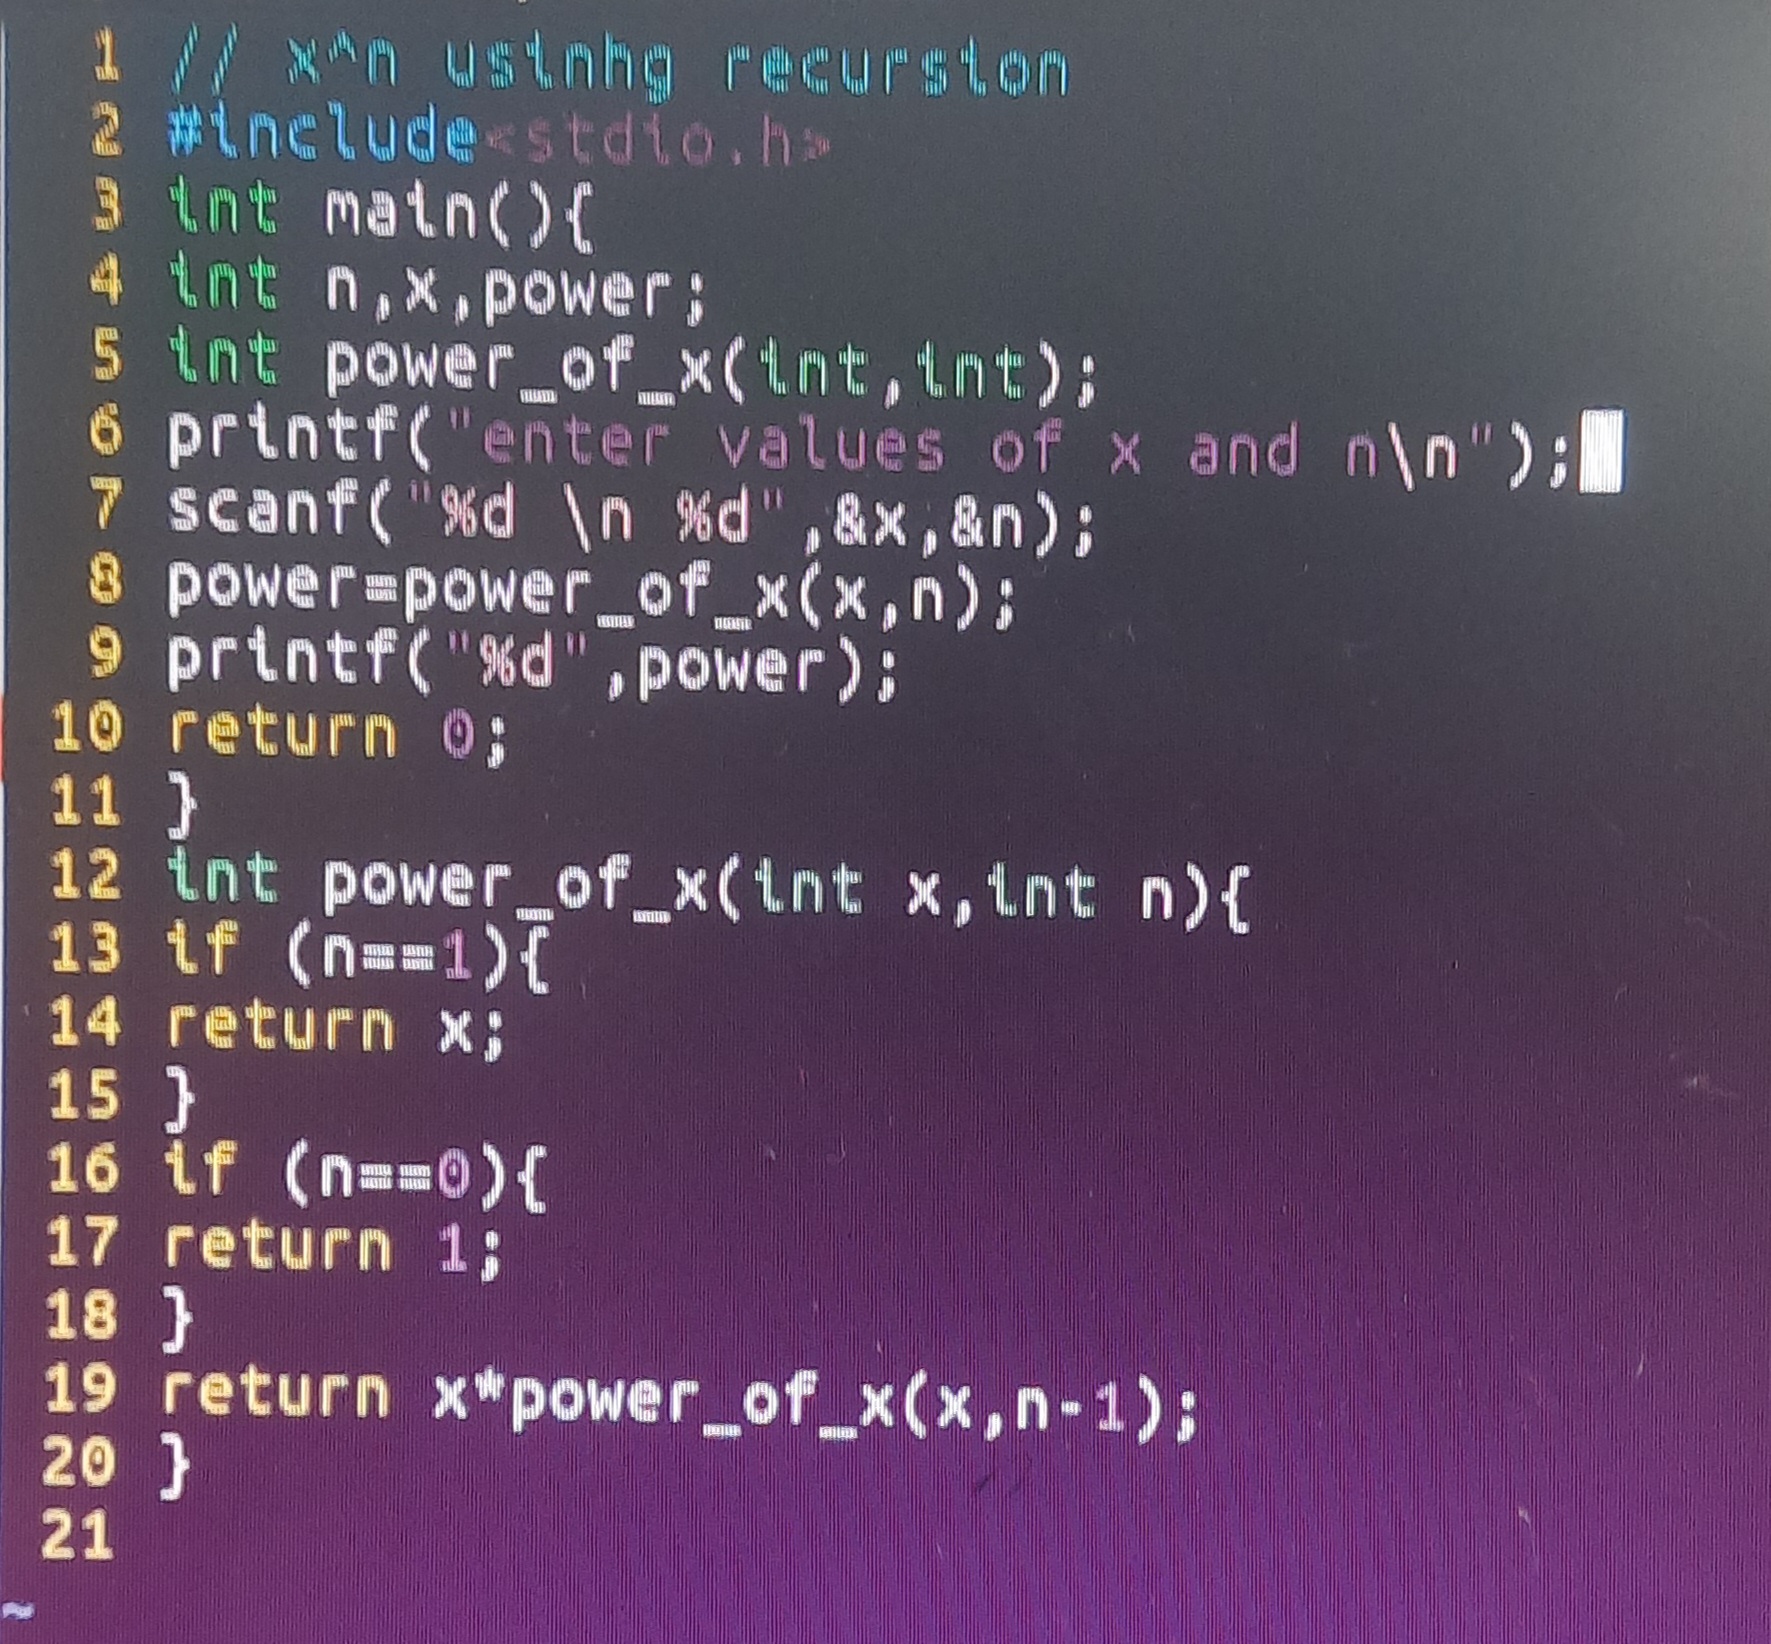 1 // x^n usinhg recursion
2 #include<stdio.h>
3 int main(){
4 int n,x,power;
5 int power_of_x(int,int);
6 printf("enter values of x and n\n");
7 scanf("%d \n %d",&x,&n);
8 power=power_of_x(x,n);
9 printf("%d",power);
10 return 0;
11 }
12 int power_of_x(int x,int n){
13 if (n==1){
14 return x;
15 }
16 if (n==0){
17 return 1;
18 }
19 return x*power_of_x(x,n-1);
20 }
21
~